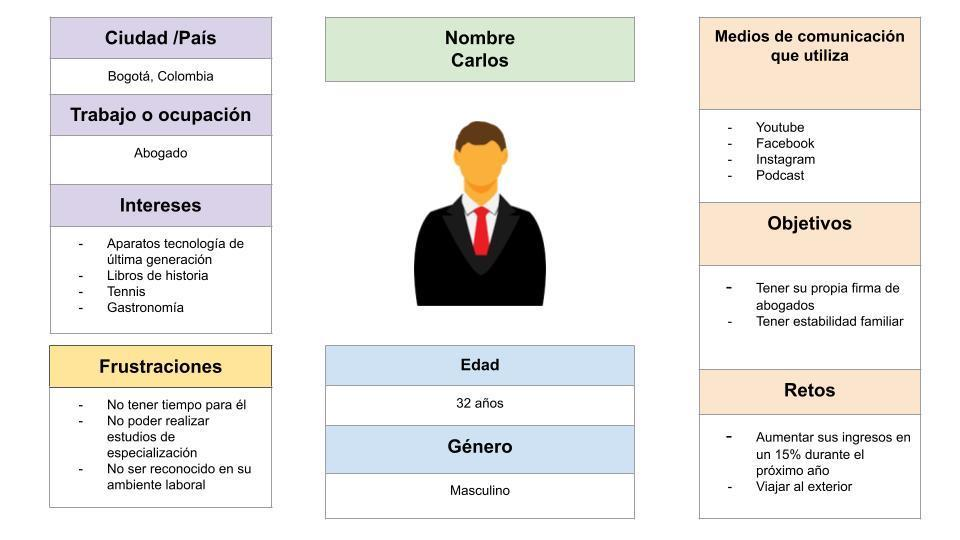 Ciudad /País
Bogotá, Colombia
Trabajo o ocupación
Abogado
Intereses
- Aparatos tecnología de
última generación
- Libros de historia
- Tennis
- Gastronomía
Frustraciones
- No tener tiempo para él
- No poder realizar
estudios de
especialización
- No ser reconocido en su
ambiente laboral
Nombre
Carlos
Edad
32 años
Género
Masculino
Medios de comunicación
que utiliza
- Youtube
- Facebook
- Instagram
- Podcast
Objetivos
- Tener su propia firma de
abogados
- Tener estabilidad familiar
Retos
- Aumentar sus ingresos en
un 15% durante el
próximo año
- Viajar al exterior